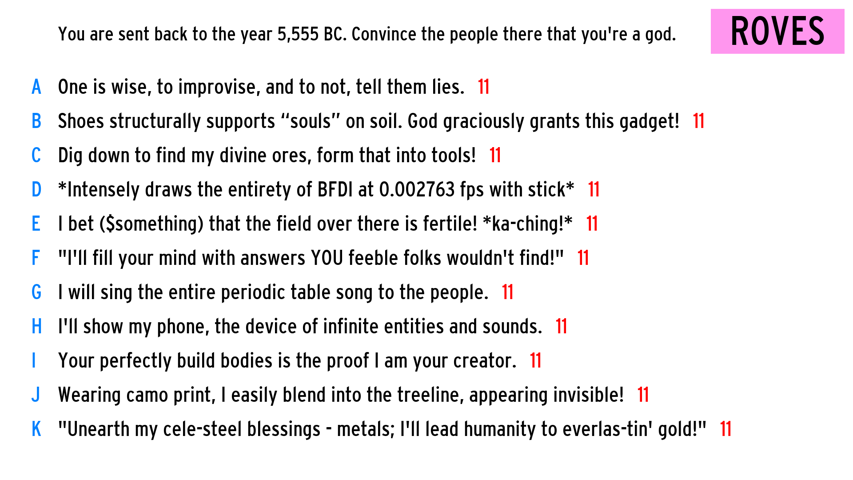 You are sent back to the year 5,555 BC. Convince the people there that you're a god.
ROVES
A One is wise, to improvise, and to not, tell them lies. 11
B Shoes structurally supports “souls” on soil. God graciously grants this gadget! 11
C Dig down to find my divine ores, form that into tools! 11
D *Intensely draws the entirety of BFDI at 0.002763 fps with stick* 11
E I bet ($something) that the field over there is fertile! *ka-ching!* 11
F "I'll fill your mind with answers YOU feeble folks wouldn't find!" 11
G I will sing the entire periodic table song to the people. 11
H I'll show my phone, the device of infinite entities and sounds. 11
I Your perfectly build bodies is the proof I am your creator. 11
J Wearing camo print, I easily blend into the treeline, appearing invisible! 11
K "Unearth my cele-steel blessings - metals; I'll lead humanity to everlas-tin' gold!" 11